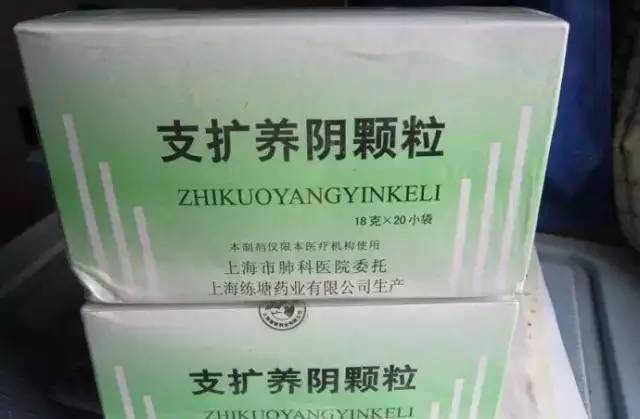 支扩养阴颗粒
ZHIKUOYANGYINKELI
18克×20小袋
本制剂仅限本医疗机构使用
上海市肺科医院委托
上海练塘药业有限公司生产
支扩养阴颗粒
ZHIKUOYANGYINKELI